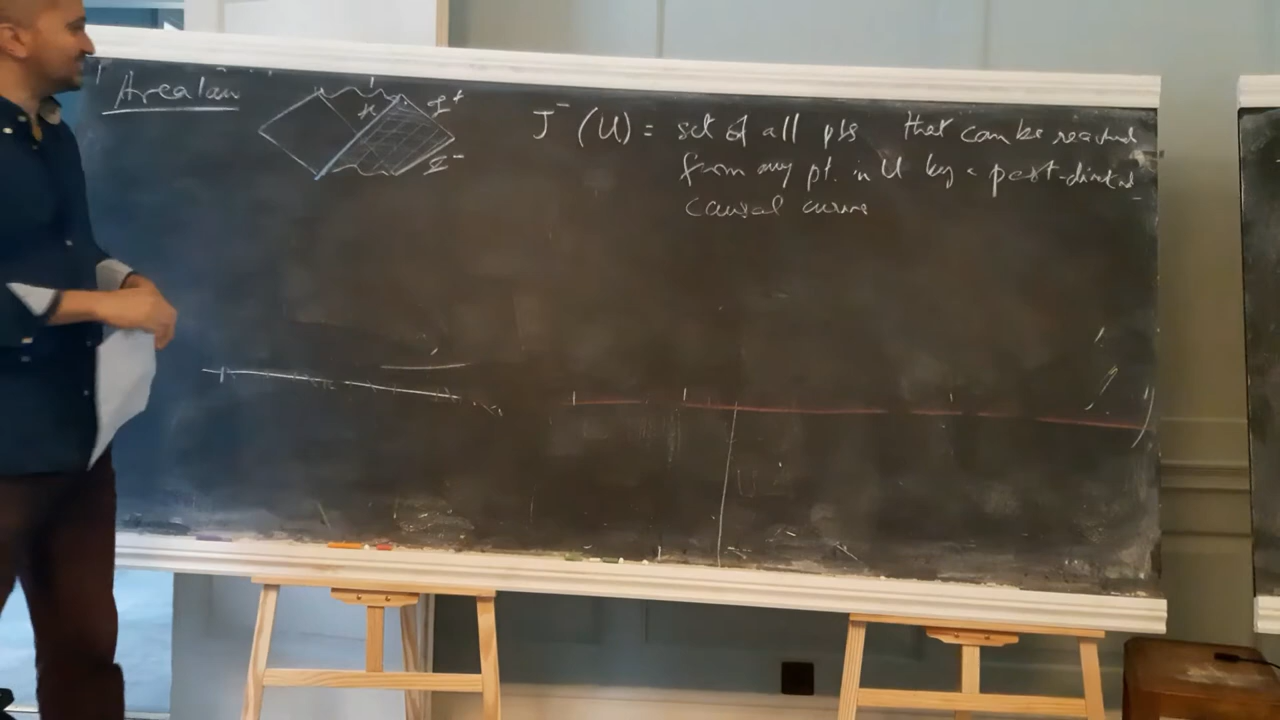 Area law
H
I⁺
I⁻
J⁻(U) = set of all pts that can be reached
from any pt. in U by a past-directed
causal curve